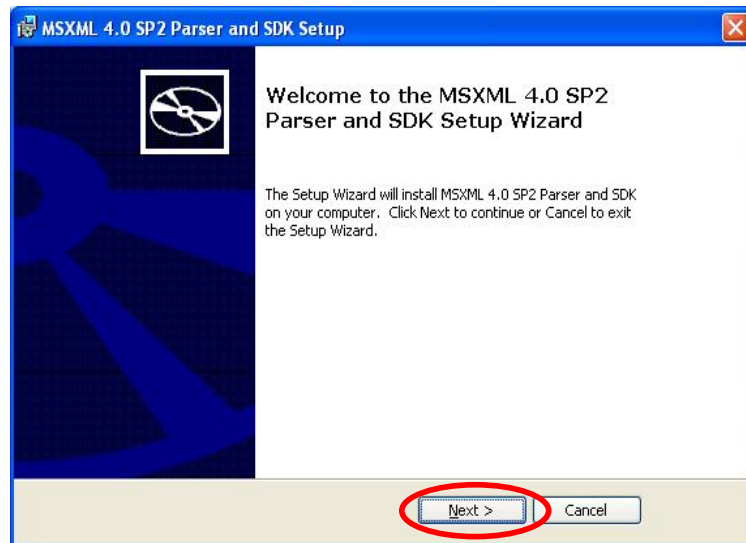 MSXML 4.0 SP2 Parser and SDK Setup
Welcome to the MSXML 4.0 SP2
Parser and SDK Setup Wizard
The Setup Wizard will install MSXML 4.0 SP2 Parser and SDK
on your computer. Click Next to continue or Cancel to exit
the Setup Wizard.
Next > Cancel